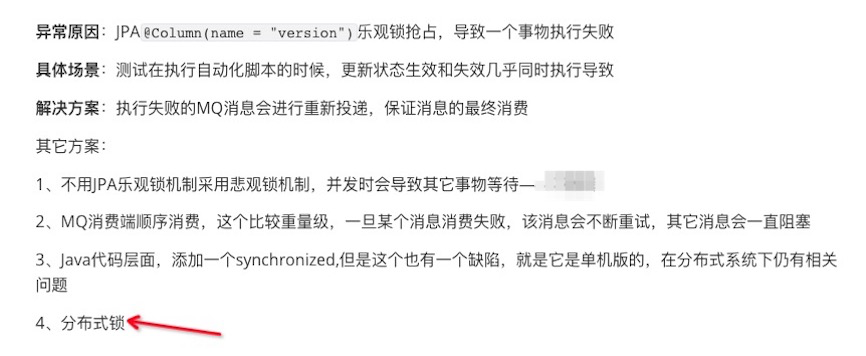 异常原因：JPA@Column(name = "version")乐观锁抢占，导致一个事物执行失败
具体场景：测试在执行自动化脚本的时候，更新状态生效和失效几乎同时执行导致
解决方案：执行失败的MQ消息会进行重新投递，保证消息的最终消费
其它方案：
1、不用JPA乐观锁机制采用悲观锁机制，并发时会导致其它事物等待—
2、MQ消费端顺序消费，这个比较重量级，一旦某个消息消费失败，该消息会不断重试，其它消息会一直阻塞
3、Java代码层面，添加一个synchronized,但是这个也有一个缺陷，就是它是单机版的，在分布式系统下仍有相关
问题
4、分布式锁